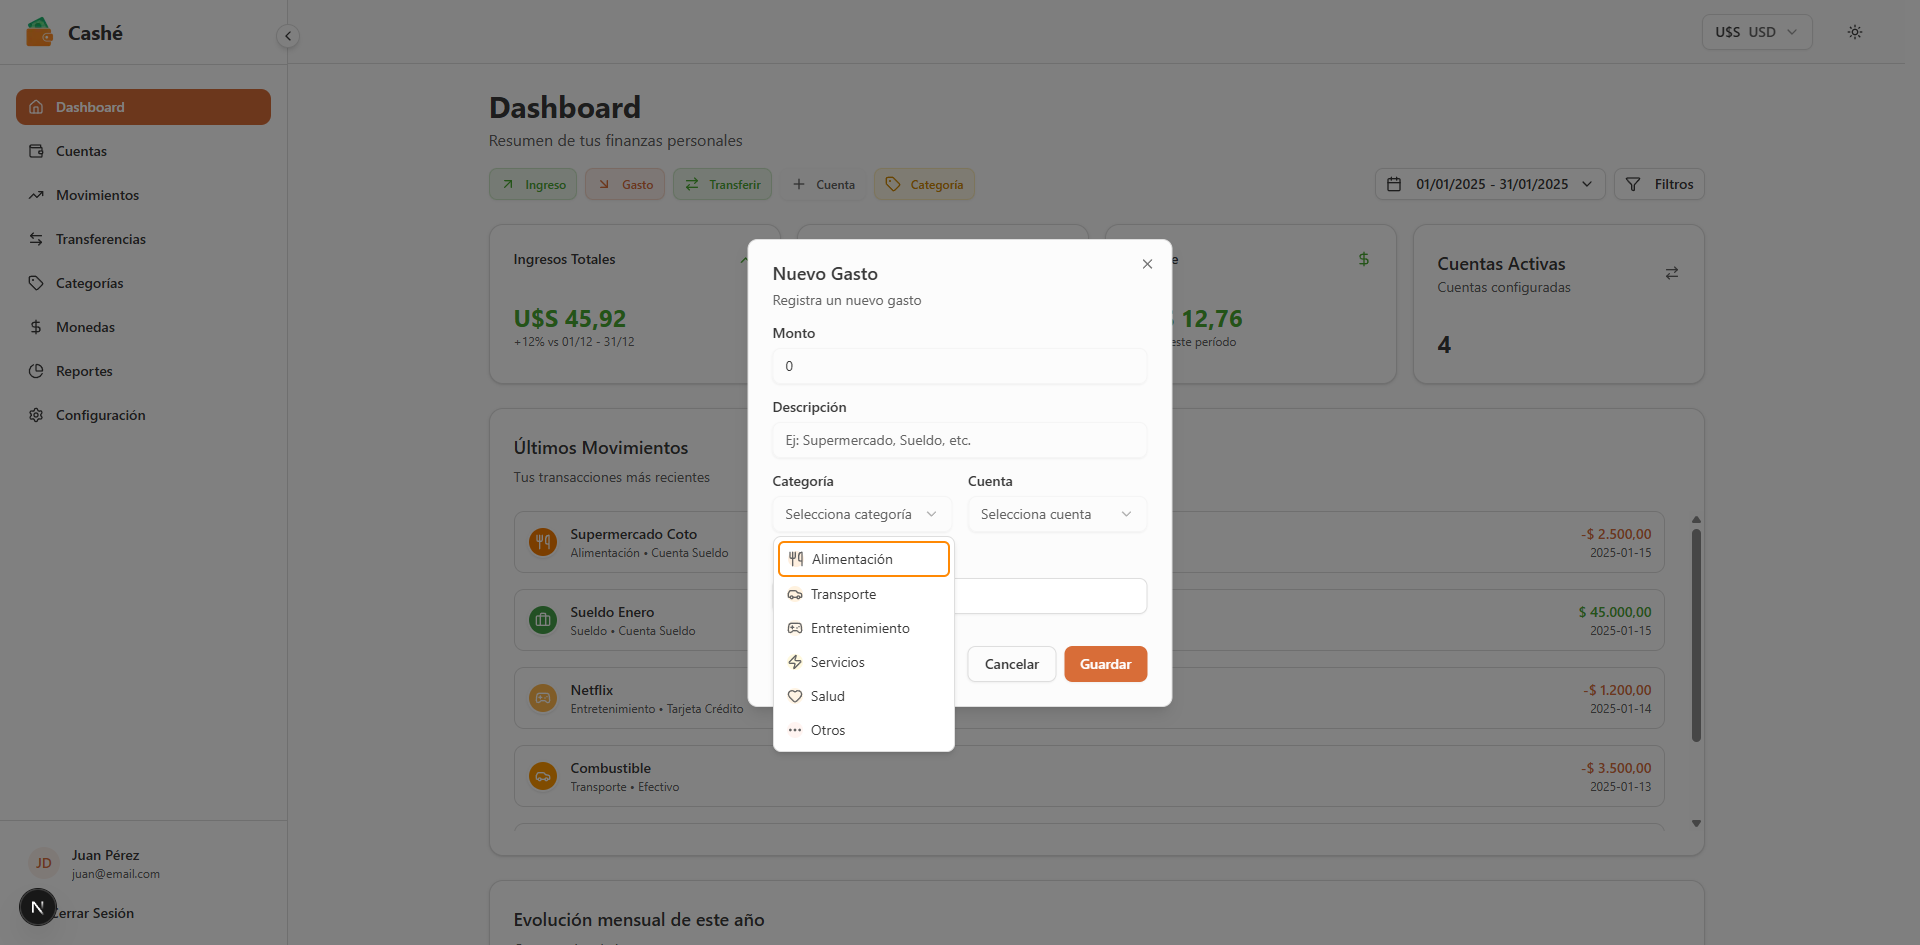 Cashé
U$S USD
Dashboard
Cuentas
Movimientos
Transferencias
Categorías
Monedas
Reportes
Configuración
Juan Pérez
JD
juan@email.com
N
errar Sesión
Dashboard
Resumen de tus finanzas personales
Ingreso
Gasto
Transferir
Cuenta
Categoría
01/01/2025 - 31/01/2025
Filtros
Ingresos Totales
U$S 45,92
+12% vs 01/12 - 31/12
e
$
12,76
este período
Cuentas Activas
Cuentas configuradas
4
Últimos Movimientos
Tus transacciones más recientes
Supermercado Coto
Alimentación • Cuenta Sueldo
-$ 2.500,00
2025-01-15
Sueldo Enero
Sueldo • Cuenta Sueldo
$ 45.000,00
2025-01-15
Netflix
Entretenimiento • Tarjeta Crédito
-$ 1.200,00
2025-01-14
Combustible
Transporte • Efectivo
-$ 3.500,00
2025-01-13
Evolución mensual de este año
Nuevo Gasto
Registra un nuevo gasto
Monto
0
Descripción
Ej: Supermercado, Sueldo, etc.
Categoría
Selecciona categoría
Cuenta
Selecciona cuenta
Alimentación
Transporte
Entretenimiento
Servicios
Salud
Otros
Cancelar
Guardar